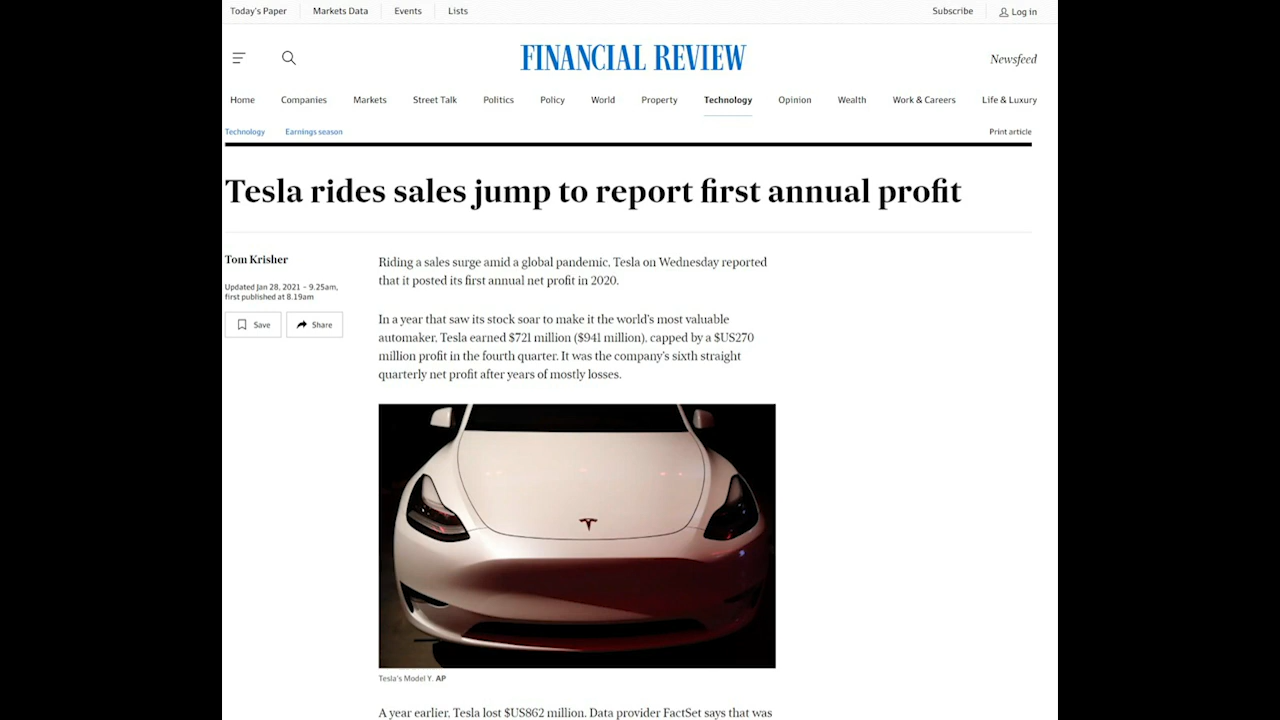 Today's Paper Markets Data Events Lists Subscribe Log in
FINANCIAL REVIEW
Newsfeed
Home Companies Markets Street Talk Politics Policy World Property Technology Opinion Wealth Work & Careers Life & Luxury
Technology Earnings season Print article
Tesla rides sales jump to report first annual profit
Tom Krisher
Updated Jan 28, 2021 – 9.25am,
first published at 8.19am
Save Share
Riding a sales surge amid a global pandemic, Tesla on Wednesday reported
that it posted its first annual net profit in 2020.
In a year that saw its stock soar to make it the world's most valuable
automaker, Tesla earned $721 million ($941 million), capped by a $US270
million profit in the fourth quarter. It was the company's sixth straight
quarterly net profit after years of mostly losses.
Tesla's Model Y. AP
A year earlier, Tesla lost $US862 million. Data provider FactSet says that was